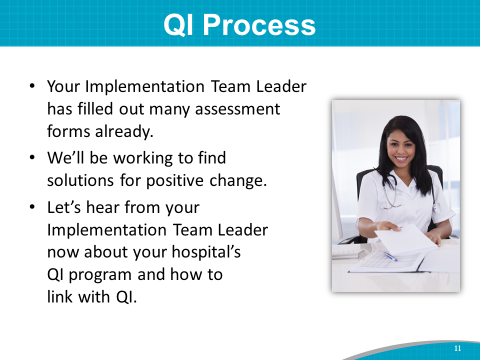 QI Process
• Your Implementation Team Leader
has filled out many assessment
forms already.
• We’ll be working to find
solutions for positive change.
• Let’s hear from your
Implementation Team Leader
now about your hospital’s
QI program and how to
link with QI.
11